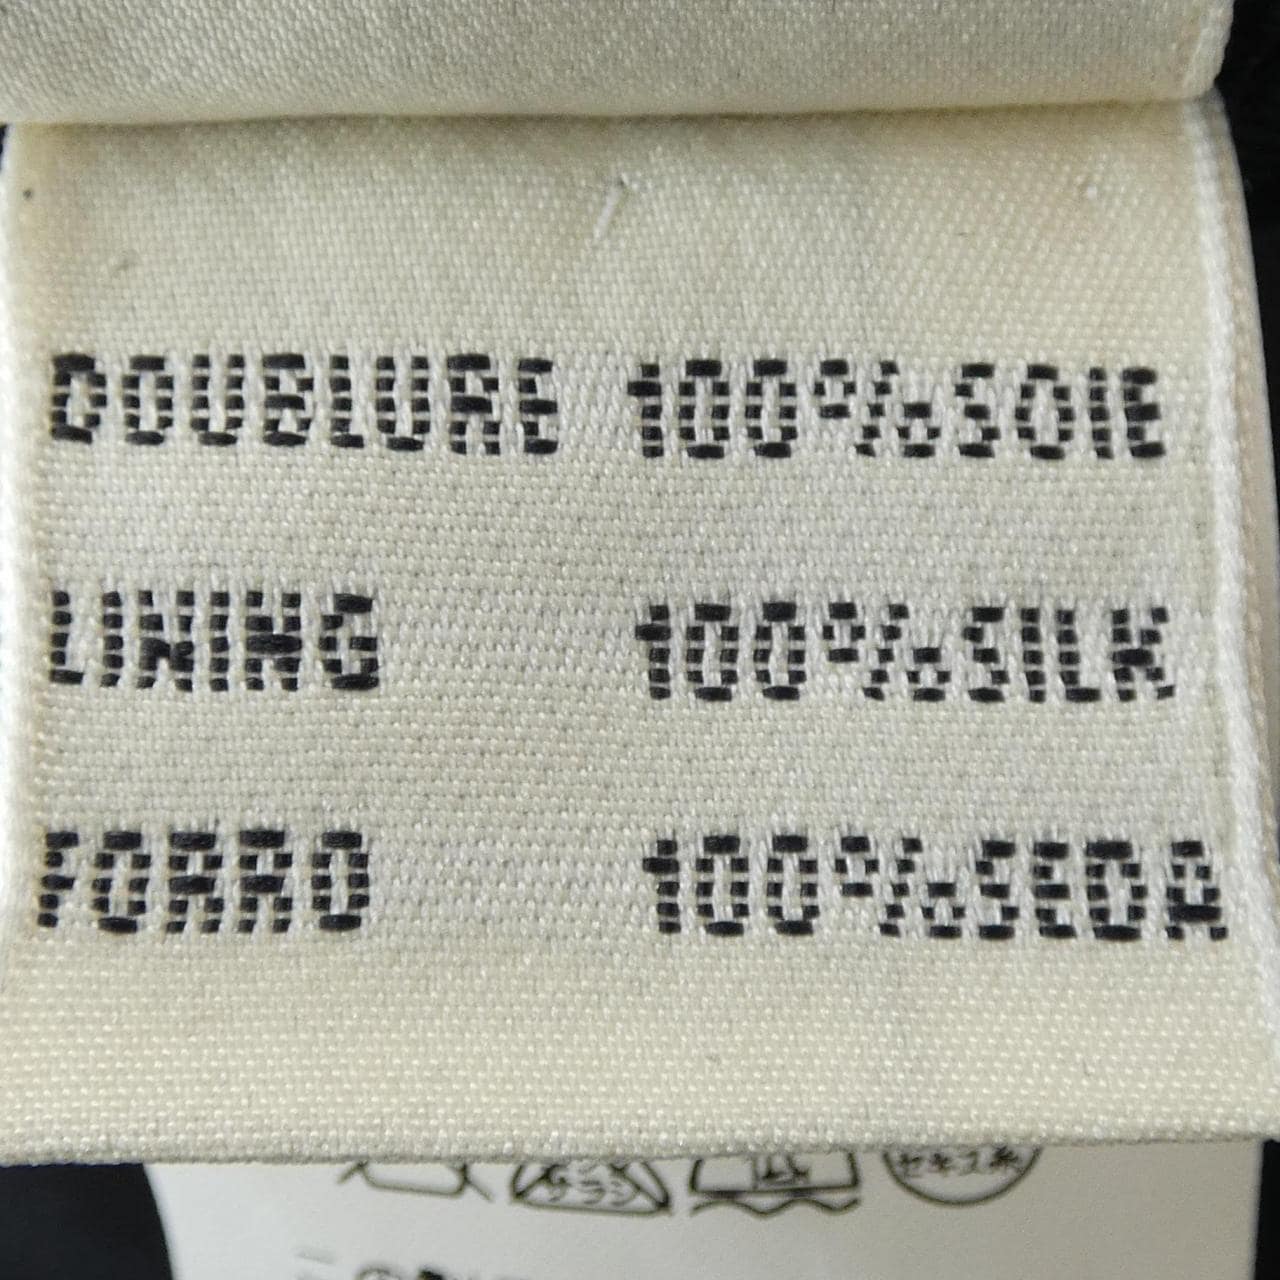 DOUBLURE 100%SOIE
LINING 100%SILK
FORRO 100%SEDA